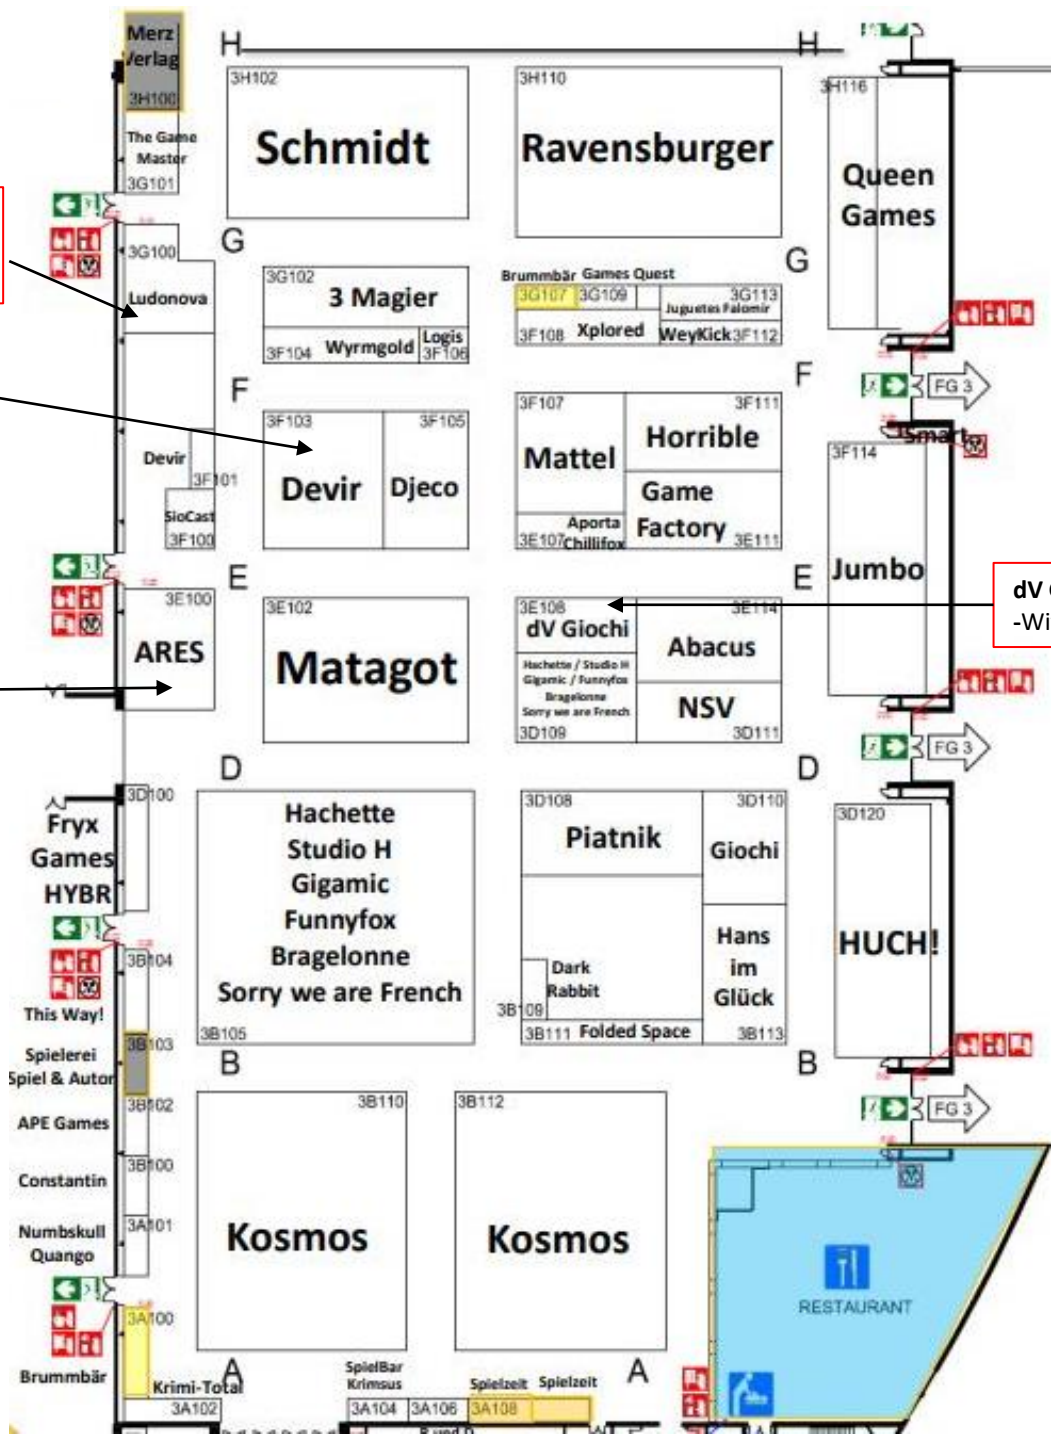 Merz
Verlag
3H100
H
H
3H102
Schmidt
3H110
Ravensburger
3H116
Queen
Games
The Game
Master
3G101
G
G
3G100
Ludonova
3G102
3 Magier
3F104
Wyrmgold
Logis
3F106
Brummbär
Games Quest
3G107
3G109
3G113
Juguetes Falomir
3F108
Xplored
WeyKick
3F112
F
F
FG 3
Devir
3F101
SioCast
3F100
3F103
Devir
3F105
Djeco
3F107
Mattel
3F111
Horrible
Game
Factory
3E111
Aporta
3E107
Chillifox
Smart
3F114
Jumbo
E
E
3E100
ARES
3E102
Matagot
3E108
dV Giochi
Hachette / Studio H
Gigamic / Funnyfox
Bragelonne
Sorry we are French
3D109
3E114
Abacus
NSV
3D111
dV
-Wi
FG 3
D
D
3D100
Fryx
Games
HYBR
Hachette
Studio H
Gigamic
Funnyfox
Bragelonne
Sorry we are French
3B105
3D108
Piatnik
3D110
Giochi
Dark
Rabbit
3B109
3B111
Folded Space
Hans
im
Glück
3B113
3D120
HUCH!
3B104
This Way!
3B103
Spielerei
Spiel & Autor
B
B
3B102
APE Games
3B100
Constantin
3A101
Numbskull
Quango
3B110
Kosmos
3B112
Kosmos
FG 3
RESTAURANT
3A100
Brummbär
A
A
Krimi-Total
3A102
SpielBar
Krimsus
3A104
3A106
Spielzeit
Spielzeit
3A108